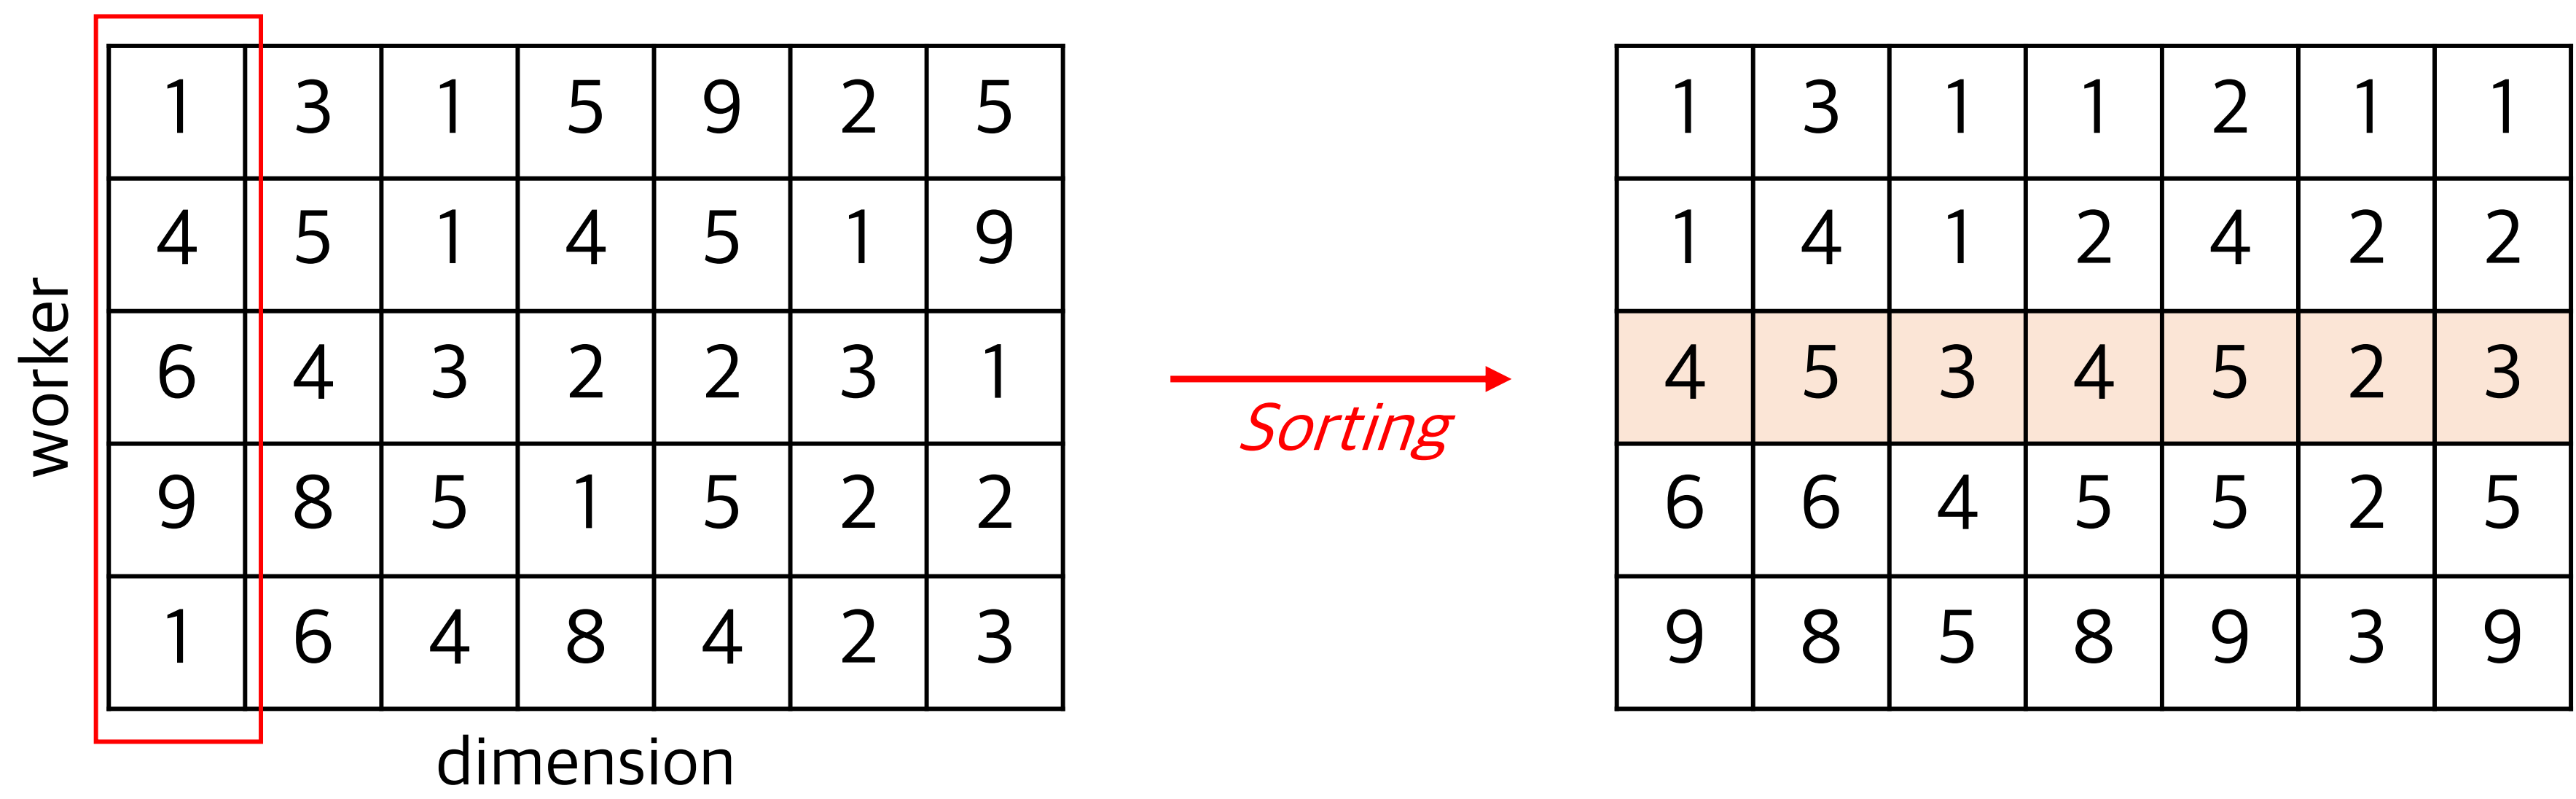 1 3 1 5 9 2 5
4 5 1 4 5 1 9
6 4 3 2 2 3 1
9 8 5 1 5 2 2
1 6 4 8 4 2 3
worker
dimension
Sorting
1 3 1 1 2 1 1
1 4 1 2 4 2 2
4 5 3 4 5 2 3
6 6 4 5 5 2 5
9 8 5 8 9 3 9